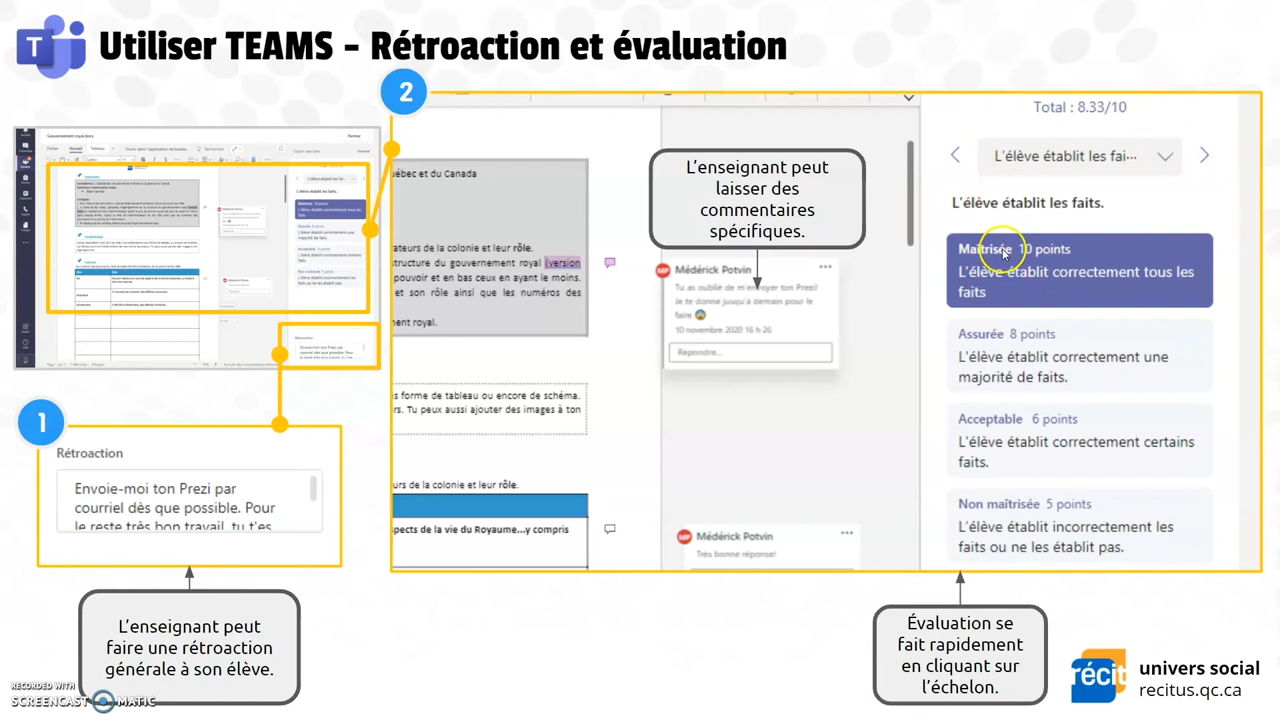 Utiliser TEAMS - Rétroaction et évaluation
2
Total : 8.33/10
L'élève établit les fai...
L'élève établit les faits.
Maîtrisée 10 points
L'élève établit correctement tous les
faits
Assurée 8 points
L'élève établit correctement une
majorité de faits.
Acceptable 6 points
L'élève établit correctement certains
faits.
Non maîtrisée 5 points
L'élève établit incorrectement les
faits ou ne les établit pas.
L'enseignant peut
laisser des
commentaires
spécifiques.
Médérick Potvin
Tu as oublié de m'envoyer ton Prezi!
Je te donne jusqu'à demain pour le
faire
10 novembre 2020 16 h 26
Répondre...
Médérick Potvin
Très bonne réponse!
uébec et du Canada
ateurs de la colonie et leur rôle.
structure du gouvernement royal (version
pouvoir et en bas ceux en ayant le moins.
et son rôle ainsi que les numéros des
ent royal.
s forme de tableau ou encore de schéma.
rs. Tu peux aussi ajouter des images à ton
urs de la colonie et leur rôle.
spects de la vie du Royaume...y compris
1
Rétroaction
Envoie-moi ton Prezi par
courriel dès que possible. Pour
le reste très bon travail, tu t'es
L'enseignant peut
faire une rétroaction
générale à son élève.
Évaluation se
fait rapidement
en cliquant sur
l'échelon.
récit
univers social
recitus.qc.ca
RECORDED WITH
SCREENCAST MATIC